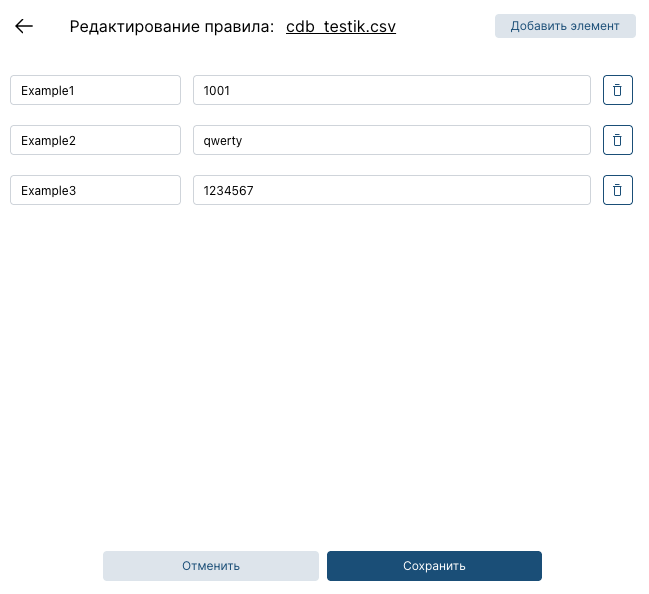 Редактирование правила: cdb_testik.csv Добавить элемент
Example1 1001
Example2 qwerty
Example3 1234567
Отменить Сохранить